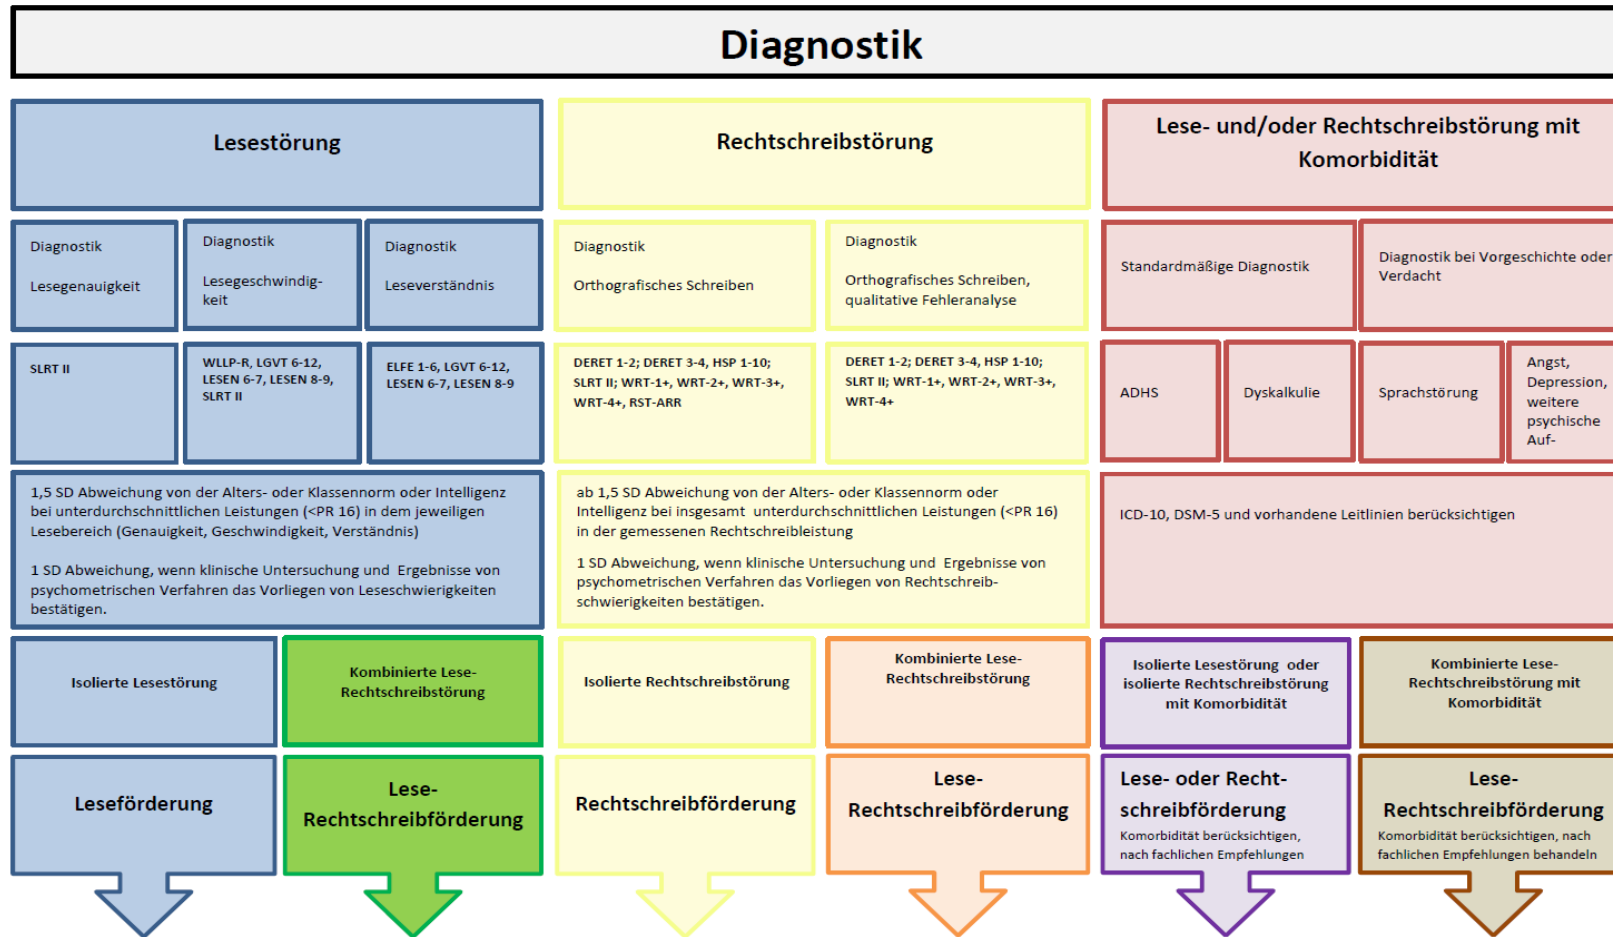 Diagnostik
Lesestörung
Rechtschreibstörung
Lese- und/oder Rechtschreibstörung mit
Komorbidität
Diagnostik
Lesegenauigkeit
Diagnostik
Lesegeschwindig-
keit
Diagnostik
Leseverständnis
Diagnostik
Orthografisches Schreiben
Diagnostik
Orthografisches Schreiben,
qualitative Fehleranalyse
Standardmäßige Diagnostik
Diagnostik bei Vorgeschichte oder
Verdacht
SLRT II
WLLP-R, LGVT 6-12,
LESEN 6-7, LESEN 8-9,
SLRT II
ELFE 1-6, LGVT 6-12,
LESEN 6-7, LESEN 8-9
DERET 1-2; DERET 3-4, HSP 1-10;
SLRT II; WRT-1+, WRT-2+, WRT-3+,
WRT-4+, RST-ARR
DERET 1-2; DERET 3-4, HSP 1-10;
SLRT II; WRT-1+, WRT-2+, WRT-3+,
WRT-4+
ADHS
Dyskalkulie
Sprachstörung
Angst,
Depression,
weitere
psychische
Auf-
1,5 SD Abweichung von der Alters- oder Klassennorm oder Intelligenz
bei unterdurchschnittlichen Leistungen (<PR 16) in dem jeweiligen
Lesebereich (Genauigkeit, Geschwindigkeit, Verständnis)
1 SD Abweichung, wenn klinische Untersuchung und Ergebnisse von
psychometrischen Verfahren das Vorliegen von Leseschwierigkeiten
bestätigen.
ab 1,5 SD Abweichung von der Alters- oder Klassennorm oder
Intelligenz bei insgesamt unterdurchschnittlichen Leistungen (<PR 16)
in der gemessenen Rechtschreibleistung
1 SD Abweichung, wenn klinische Untersuchung und Ergebnisse von
psychometrischen Verfahren das Vorliegen von Rechtschreib-
schwierigkeiten bestätigen.
ICD-10, DSM-5 und vorhandene Leitlinien berücksichtigen
Isolierte Lesestörung
Kombinierte Lese-
Rechtschreibstörung
Isolierte Rechtschreibstörung
Kombinierte Lese-
Rechtschreibstörung
Isolierte Lesestörung oder
isolierte Rechtschreibstörung
mit Komorbidität
Kombinierte Lese-
Rechtschreibstörung mit
Komorbidität
Leseförderung
Lese-
Rechtschreibförderung
Rechtschreibförderung
Lese-
Rechtschreibförderung
Lese- oder Recht-
schreibförderung
Komorbidität berücksichtigen,
nach fachlichen Empfehlungen
Lese-
Rechtschreibförderung
Komorbidität berücksichtigen, nach
fachlichen Empfehlungen behandeln